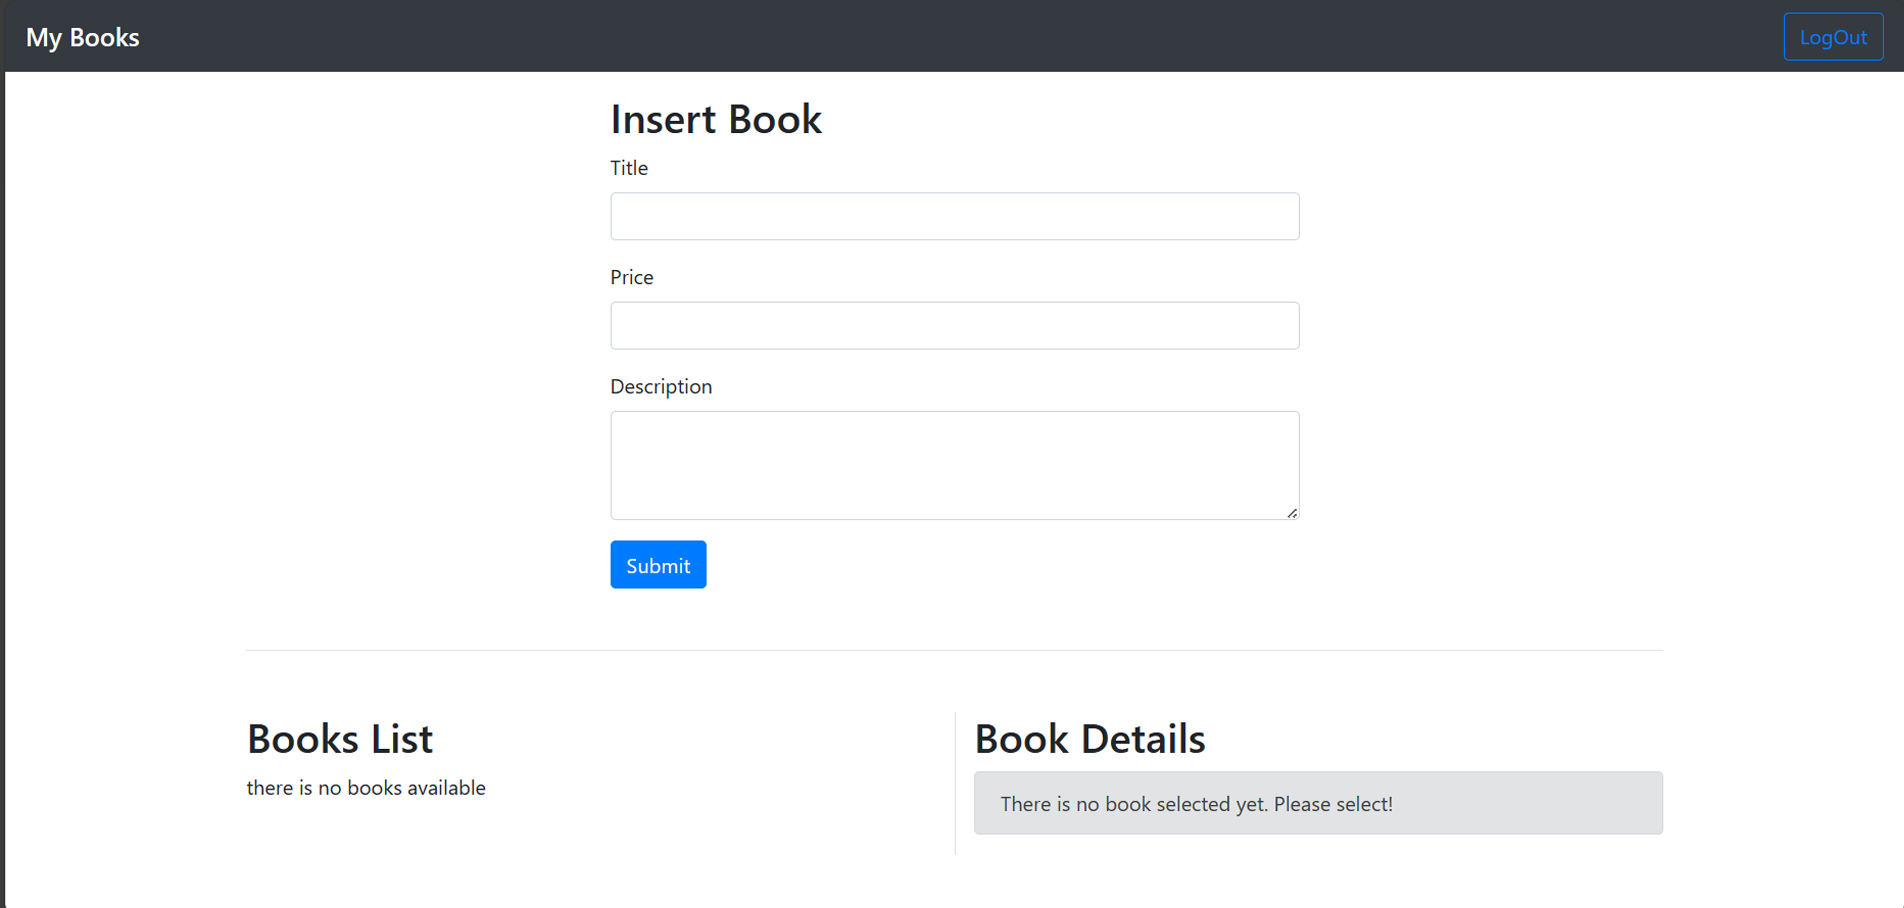 My Books
LogOut
Insert Book
Title
Price
Description
Submit
Books List
there is no books available
Book Details
There is no book selected yet. Please select!